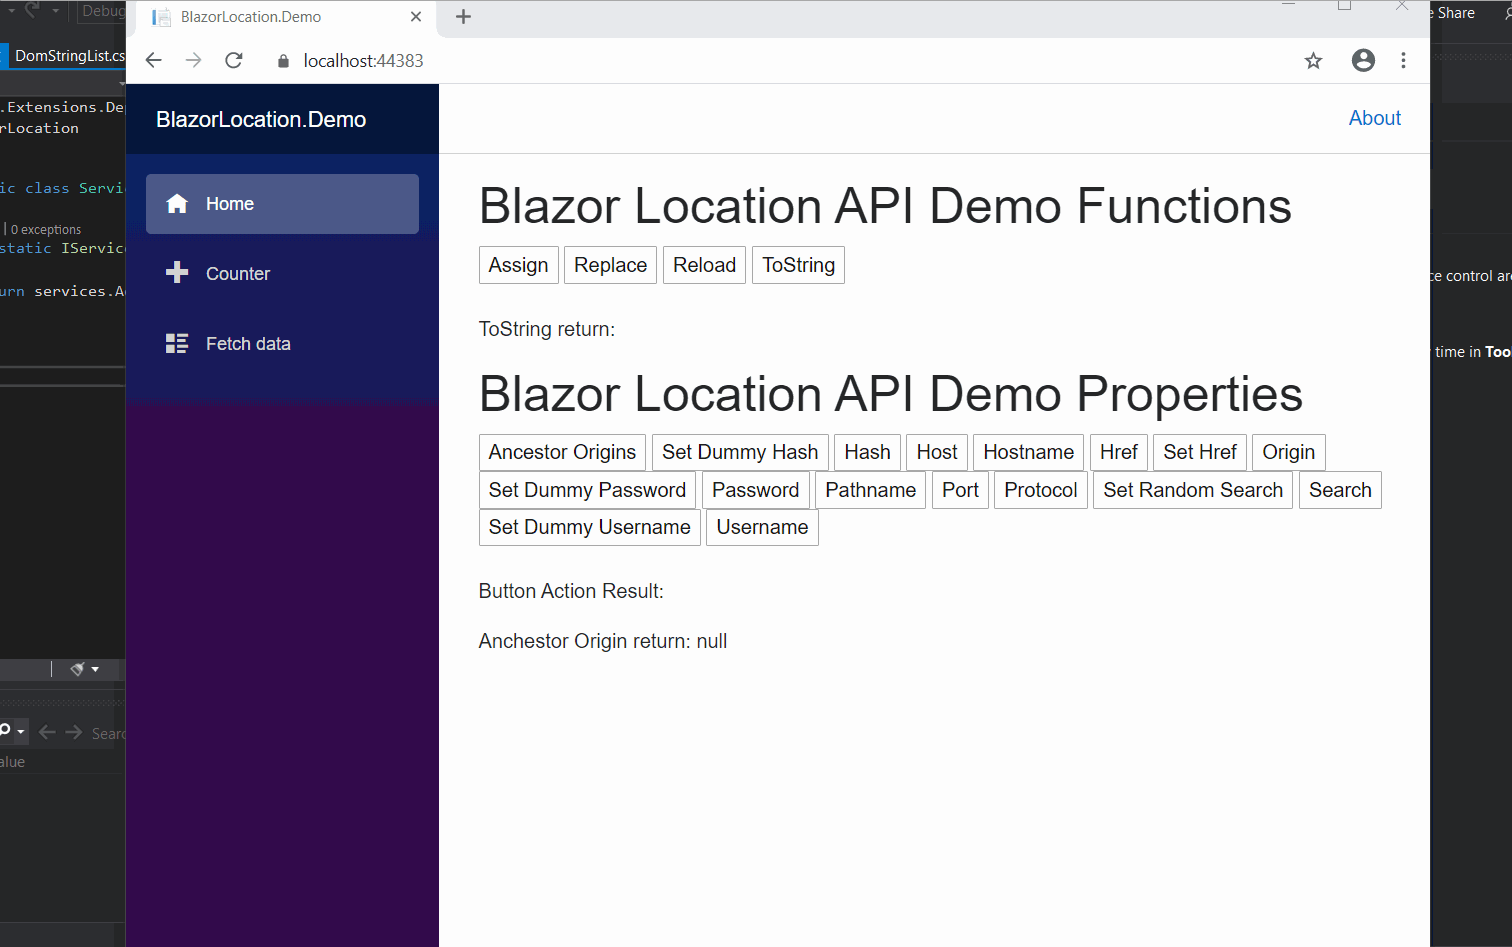 BlazorLocation.Demo
Debug
e Share
DomStringList.cs
localhost:44383
.Extensions.De
rLocation
BlazorLocation.Demo
About
ic class Servi
Home
| 0 exceptions
static IServic
Counter
urn services.A
Fetch data
Blazor Location API Demo Functions
Assign Replace Reload ToString
ToString return:
Blazor Location API Demo Properties
Ancestor Origins Set Dummy Hash Hash Host Hostname Href Set Href Origin
Set Dummy Password Password Pathname Port Protocol Set Random Search Search
Set Dummy Username Username
Button Action Result:
Anchestor Origin return: null
ce control are
time in Too
Searc
alue